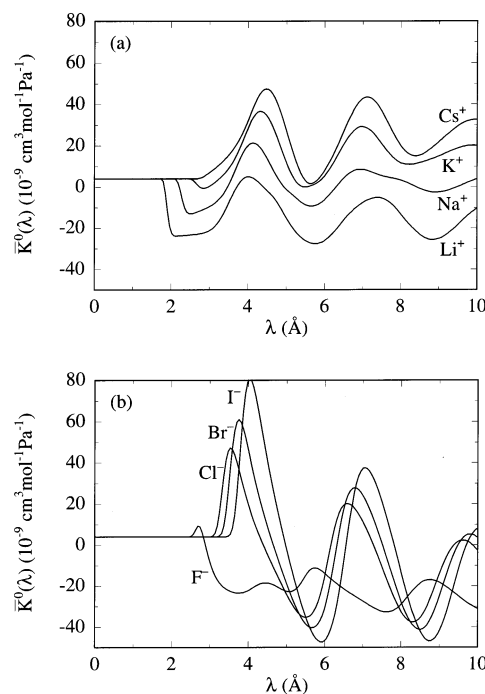 80
(a)
60
40
Cs⁺
20
K⁺
0
Na⁺
-20
Li⁺
-40
0 2 4 6 8 10
λ (Å)
K̄⁰(λ) (10⁻⁹ cm³mol⁻¹Pa⁻¹)
80
(b)
I⁻
60
Br⁻
40
Cl⁻
20
0
F⁻
-20
-40
0 2 4 6 8 10
λ (Å)
K̄⁰(λ) (10⁻⁹ cm³mol⁻¹Pa⁻¹)